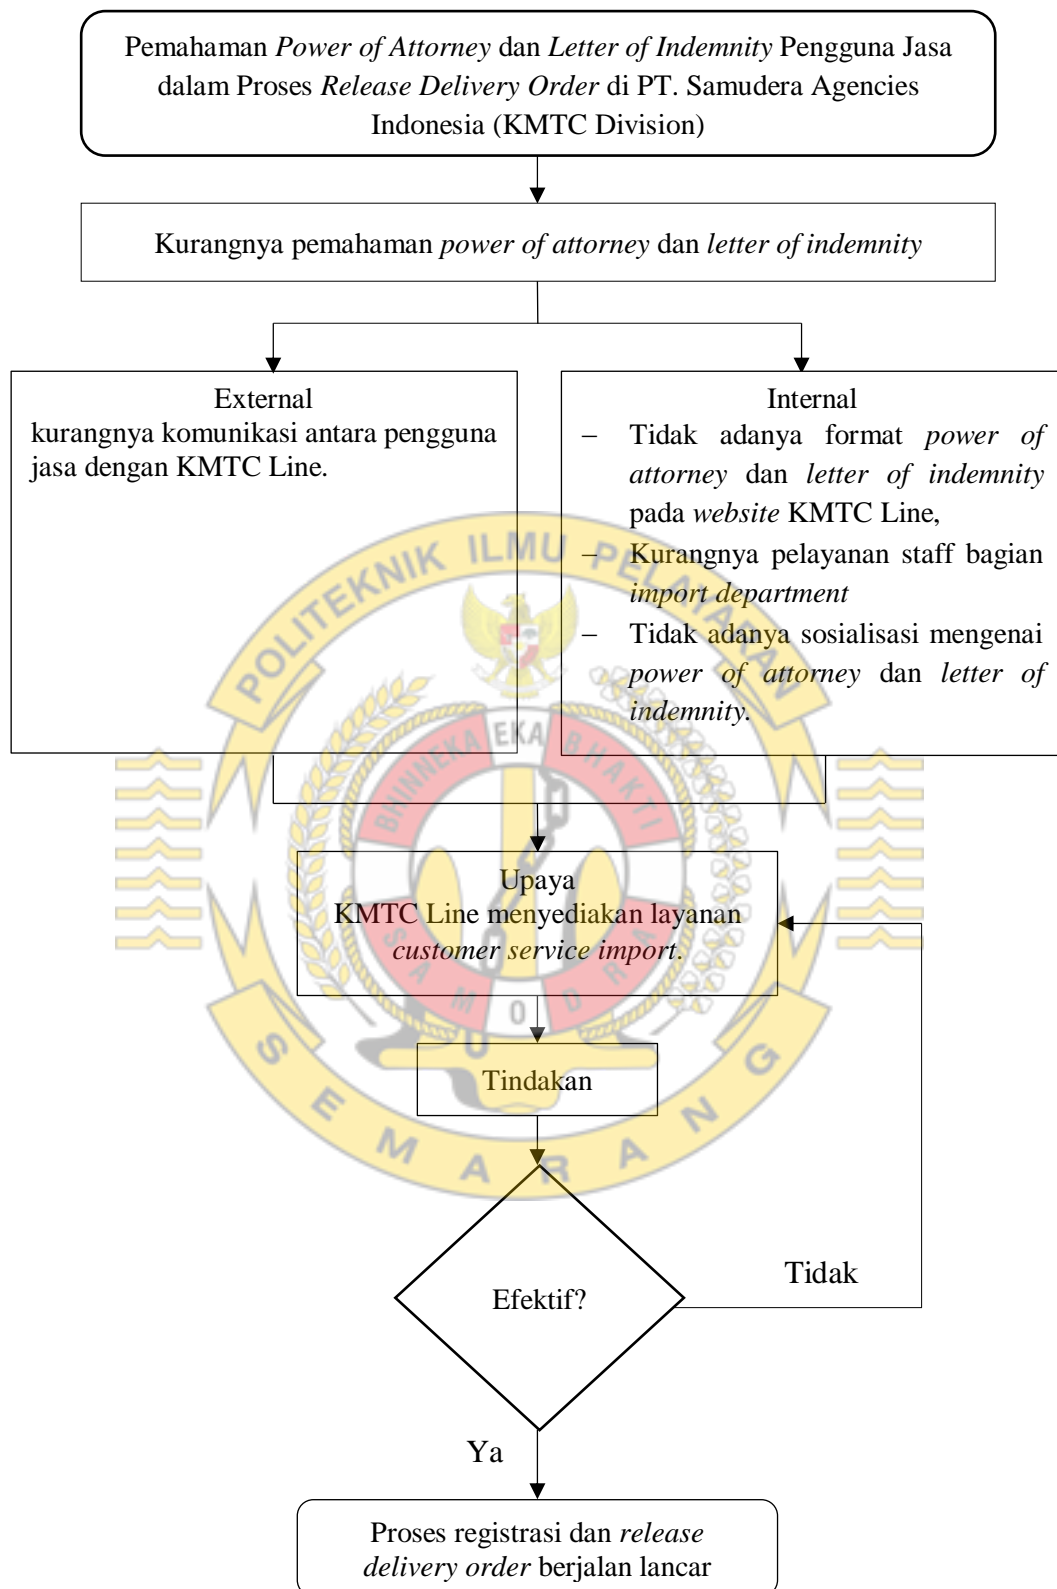 Pemahaman Power of Attorney dan Letter of Indemnity Pengguna Jasa
dalam Proses Release Delivery Order di PT. Samudera Agencies
Indonesia (KMTC Division)
Kurangnya pemahaman power of attorney dan letter of indemnity
External
kurangnya komunikasi antara pengguna
jasa dengan KMTC Line.
Internal
– Tidak adanya format power of
attorney dan letter of indemnity
pada website KMTC Line,
– Kurangnya pelayanan staff bagian
import department
– Tidak adanya sosialisasi mengenai
power of attorney dan letter of
indemnity.
POLITEKNIK ILMU PELAYARAN
BHINNEKA EKA BHAKTI
SAMODRA
SEMARANG
Upaya
KMTC Line menyediakan layanan
customer service import.
Tindakan
Efektif?
Tidak
Ya
Proses registrasi dan release
delivery order berjalan lancar